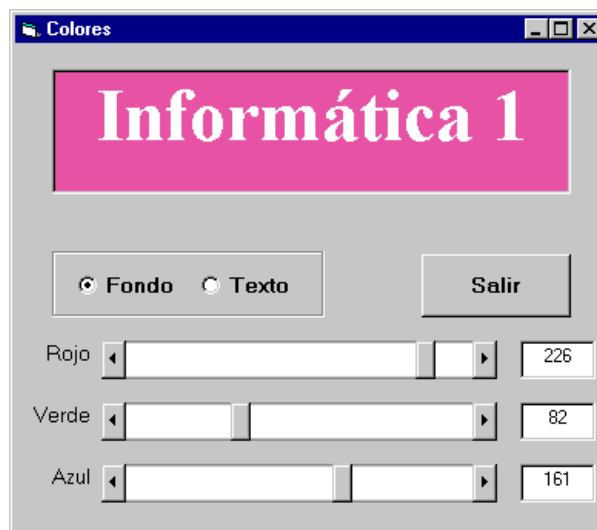 Colores
Informática 1
Fondo Texto
Salir
Rojo 226
Verde 82
Azul 161